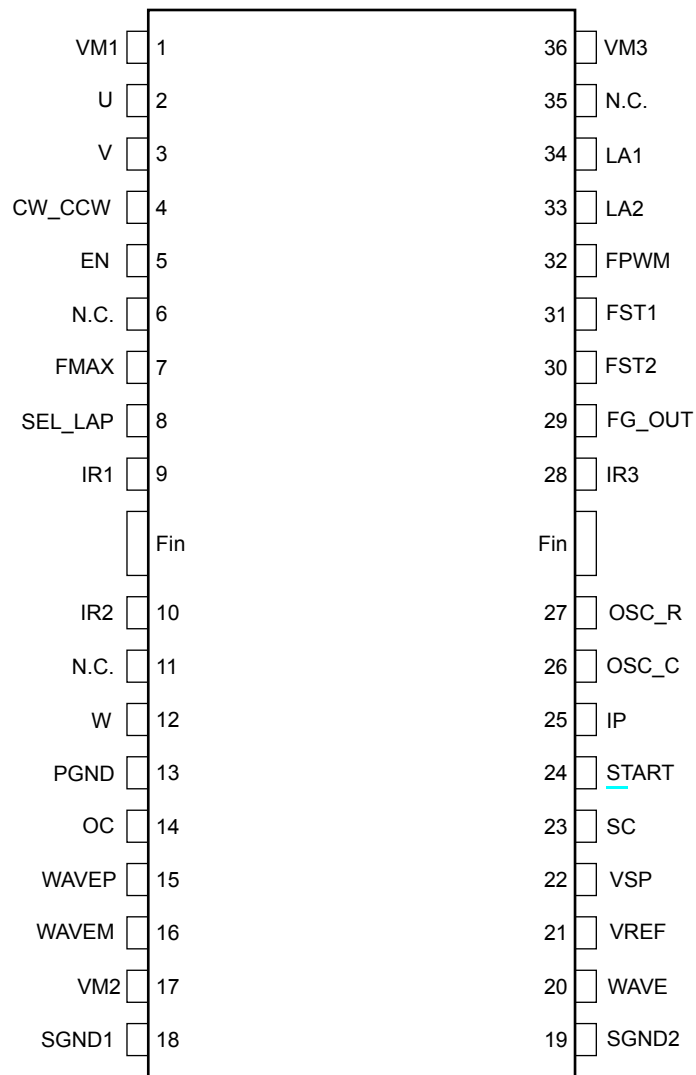 VM1 1 36 VM3
U 2 35 N.C.
V 3 34 LA1
CW_CCW 4 33 LA2
EN 5 32 FPWM
N.C. 6 31 FST1
FMAX 7 30 FST2
SEL_LAP 8 29 FG_OUT
IR1 9 28 IR3
Fin Fin
IR2 10 27 OSC_R
N.C. 11 26 OSC_C
W 12 25 IP
PGND 13 24 START
OC 14 23 SC
WAVEP 15 22 VSP
WAVEM 16 21 VREF
VM2 17 20 WAVE
SGND1 18 19 SGND2